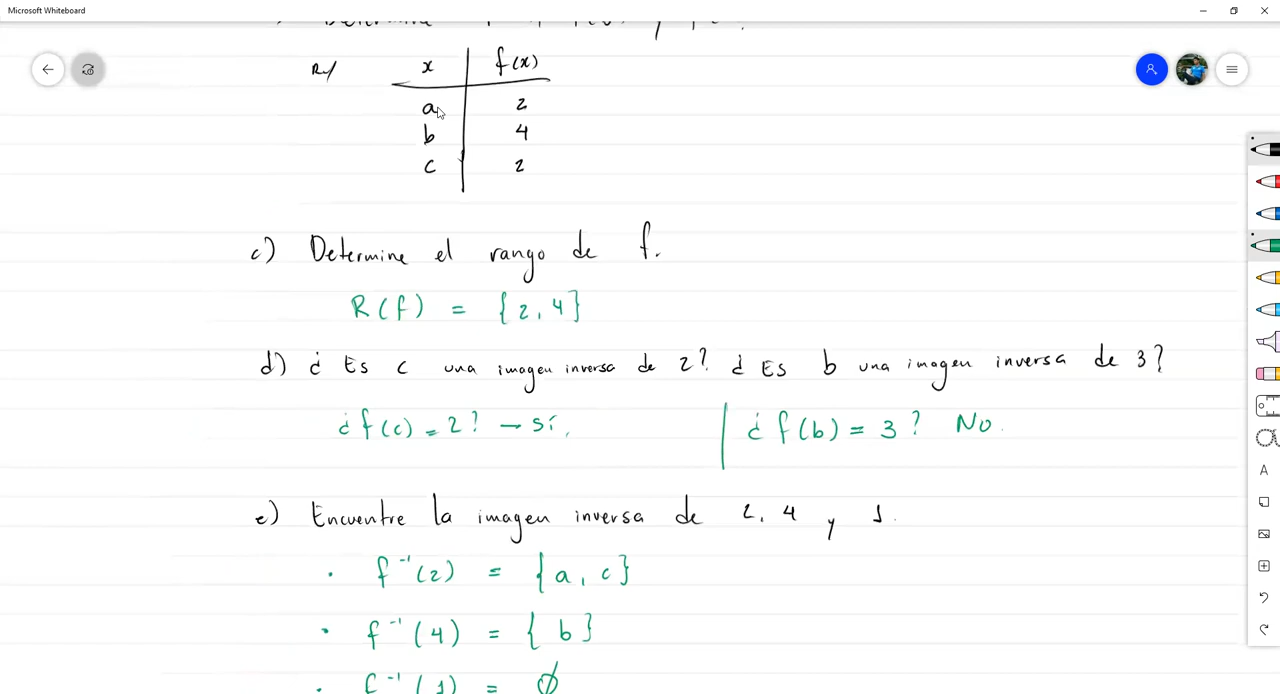 Microsoft Whiteboard
R//
x f(x)
a 2
b 4
c 2
c) Determine el rango de f.
R(f) = {2, 4}
d) ¿Es c una imagen inversa de 2? ¿Es b una imagen inversa de 3?
¿f(c) = 2? → sí. ¿f(b) = 3? No.
e) Encuentre la imagen inversa de 2, 4 y 1.
· f⁻¹(2) = {a, c}
· f⁻¹(4) = {b}
· f⁻¹(1) = ∅
A